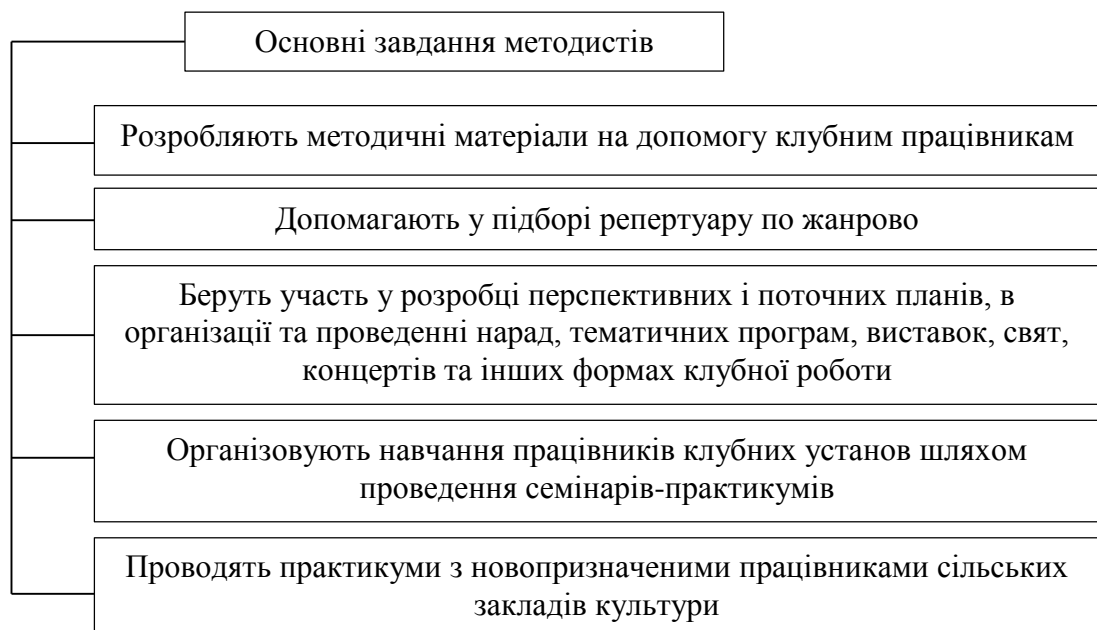 Основні завдання методистів
Розробляють методичні матеріали на допомогу клубним працівникам
Допомагають у підборі репертуару по жанрово
Беруть участь у розробці перспективних і поточних планів, в
організації та проведенні нарад, тематичних програм, виставок, свят,
концертів та інших формах клубної роботи
Організовують навчання працівників клубних установ шляхом
проведення семінарів-практикумів
Проводять практикуми з новопризначеними працівниками сільських
закладів культури